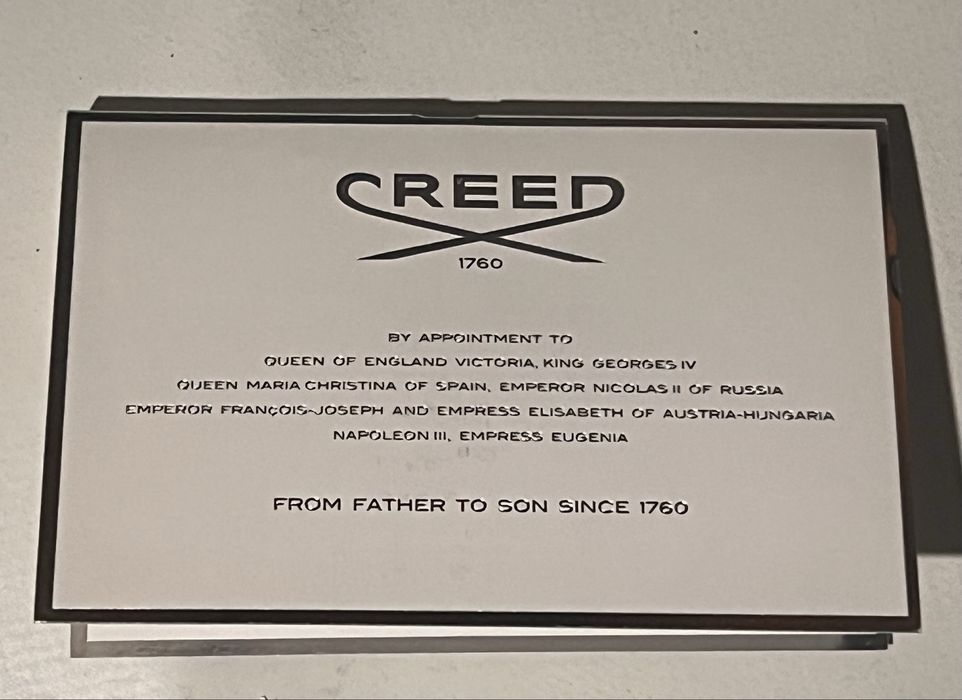 CREED
1760
BY APPOINTMENT TO
QUEEN OF ENGLAND VICTORIA, KING GEORGES IV
QUEEN MARIA CHRISTINA OF SPAIN, EMPEROR NICOLAS II OF RUSSIA
EMPEROR FRANÇOIS-JOSEPH AND EMPRESS ELISABETH OF AUSTRIA-HUNGARIA
NAPOLEON III, EMPRESS EUGENIA
FROM FATHER TO SON SINCE 1760